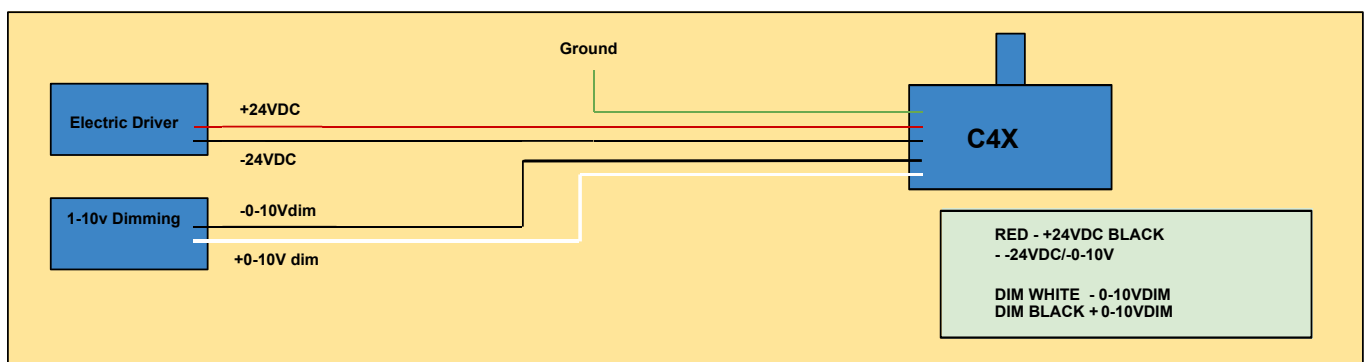 Ground
Electric Driver
+24VDC
-24VDC
C4X
1-10v Dimming
-0-10Vdim
+0-10V dim
RED - +24VDC BLACK
- -24VDC/-0-10V
DIM WHITE - 0-10VDIM
DIM BLACK + 0-10VDIM